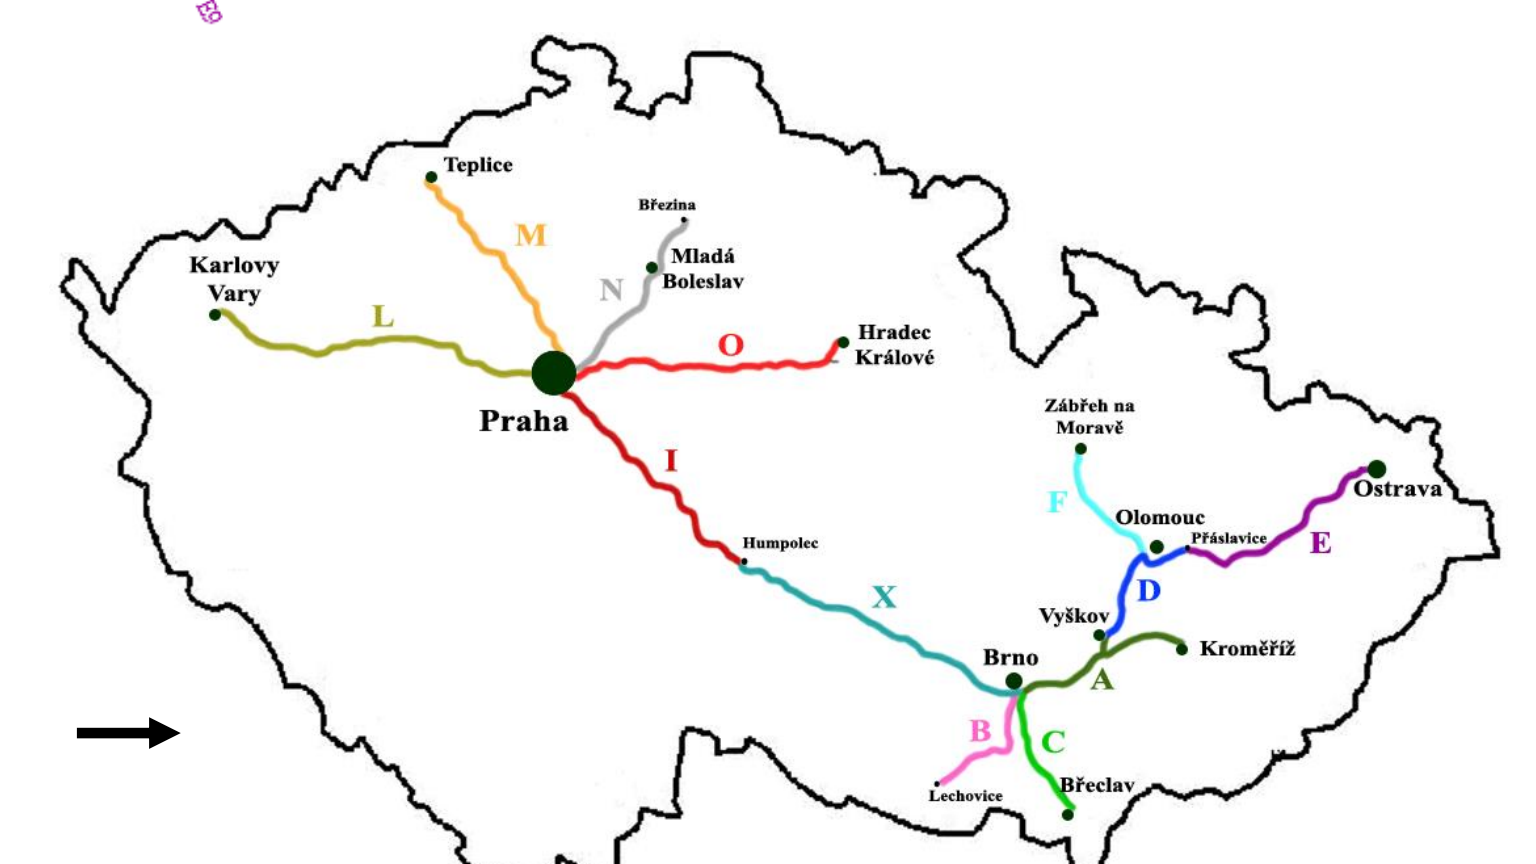 E9
Teplice
M
Březina
Karlovy
Vary
Mladá
Boleslav
N
L
O
Hradec
Králové
Praha
I
Zábřeh na
Moravě
F
Olomouc
Ostrava
Humpolec
Přáslavice
E
X
D
Vyškov
Kroměříž
Brno
A
B
C
Břeclav
Lechovice